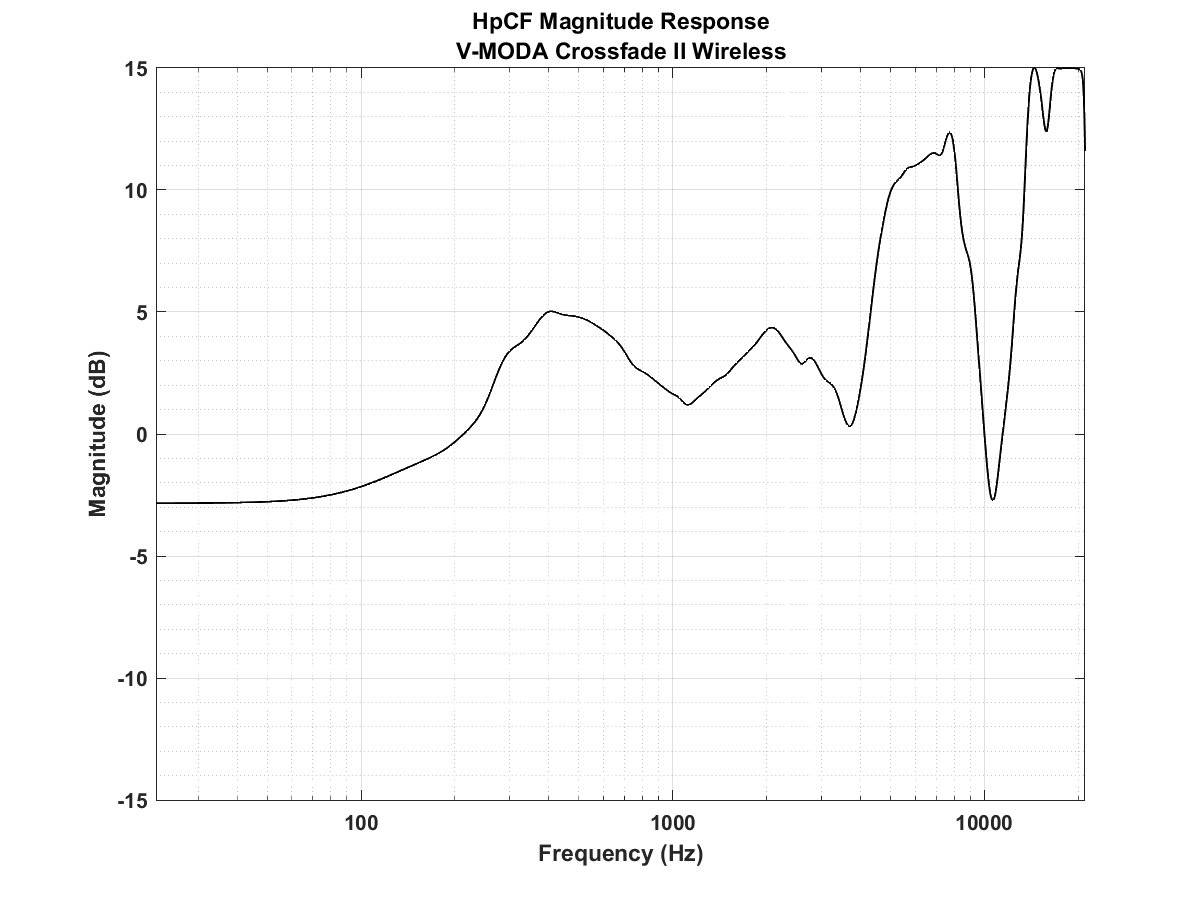 HpCF Magnitude Response
V-MODA Crossfade II Wireless
15
10
5
0
-5
-10
-15
Magnitude (dB)
100 1000 10000
Frequency (Hz)